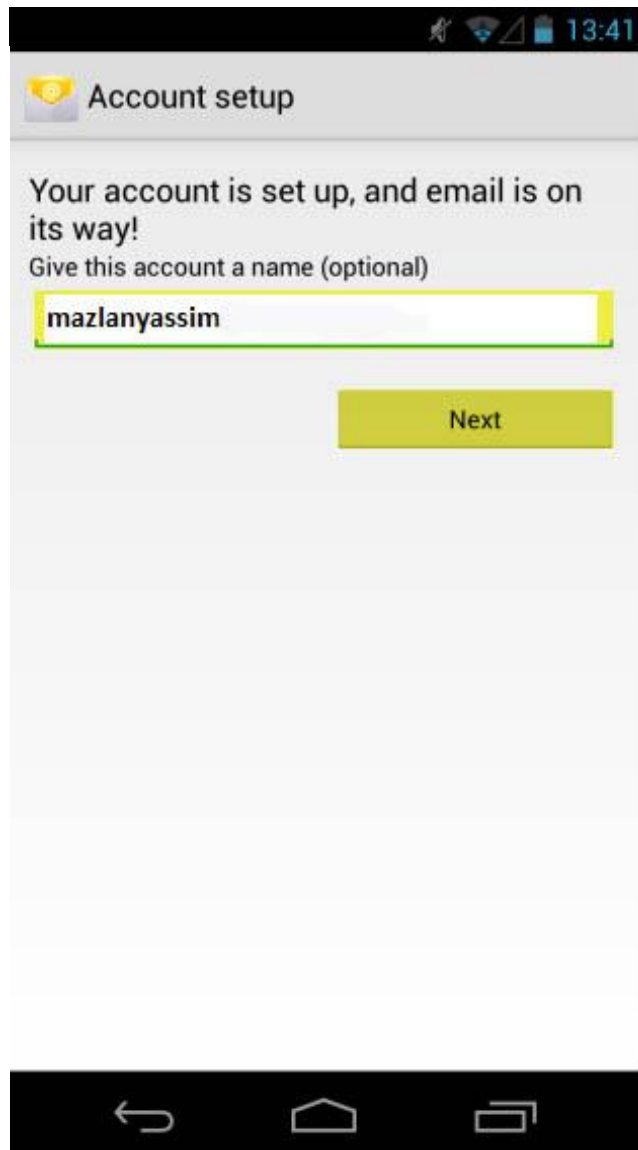 13:41
Account setup
Your account is set up, and email is on
its way!
Give this account a name (optional)
mazlanyassim
Next